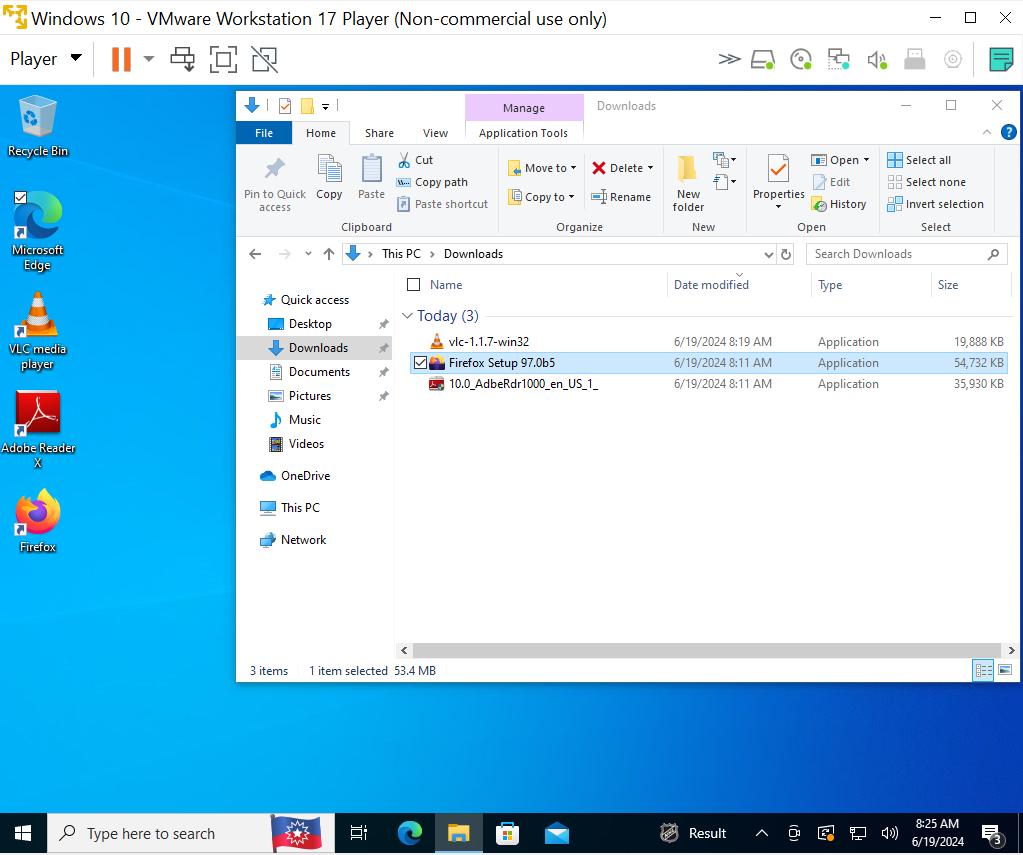 Windows 10 - VMware Workstation 17 Player (Non-commercial use only)
Player
Manage
Downloads
File
Home
Share
View
Application Tools
Pin to Quick
access
Copy
Paste
Cut
Copy path
Paste shortcut
Clipboard
Move to
Copy to
Delete
Rename
Organize
New
folder
New
Properties
Open
Edit
History
Open
Select all
Select none
Invert selection
Select
This PC
Downloads
Search Downloads
Recycle Bin
Microsoft
Edge
VLC media
player
Adobe Reader
X
Firefox
Quick access
Desktop
Downloads
Documents
Pictures
Music
Videos
OneDrive
This PC
Network
Name Date modified Type Size
Today (3)
vlc-1.1.7-win32 6/19/2024 8:19 AM Application 19,888 KB
Firefox Setup 97.0b5 6/19/2024 8:11 AM Application 54,732 KB
10.0_AdbeRdr1000_en_US_1_ 6/19/2024 8:11 AM Application 35,930 KB
3 items 1 item selected 53.4 MB
Type here to search
Result
8:25 AM
6/19/2024
3